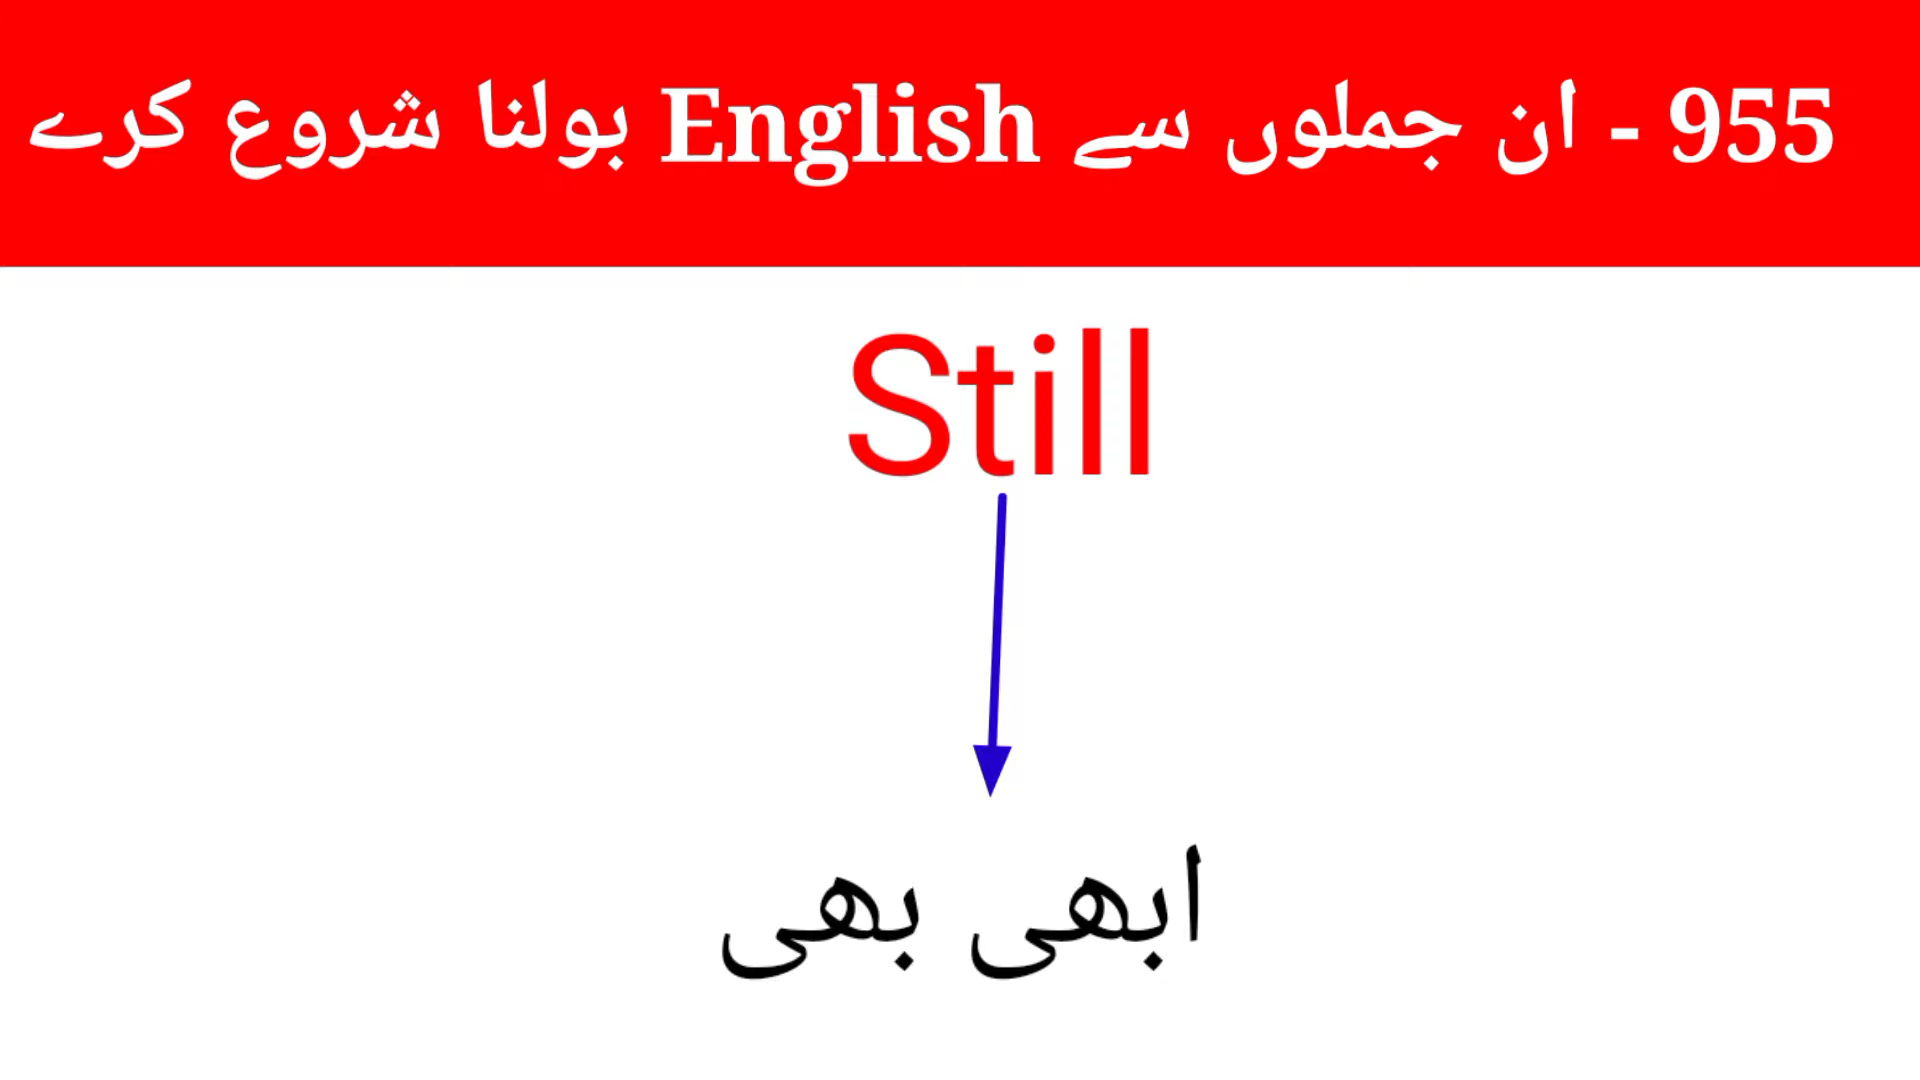 955 - ان جملوں سے English بولنا شروع کرے
Still
ابھی بھی